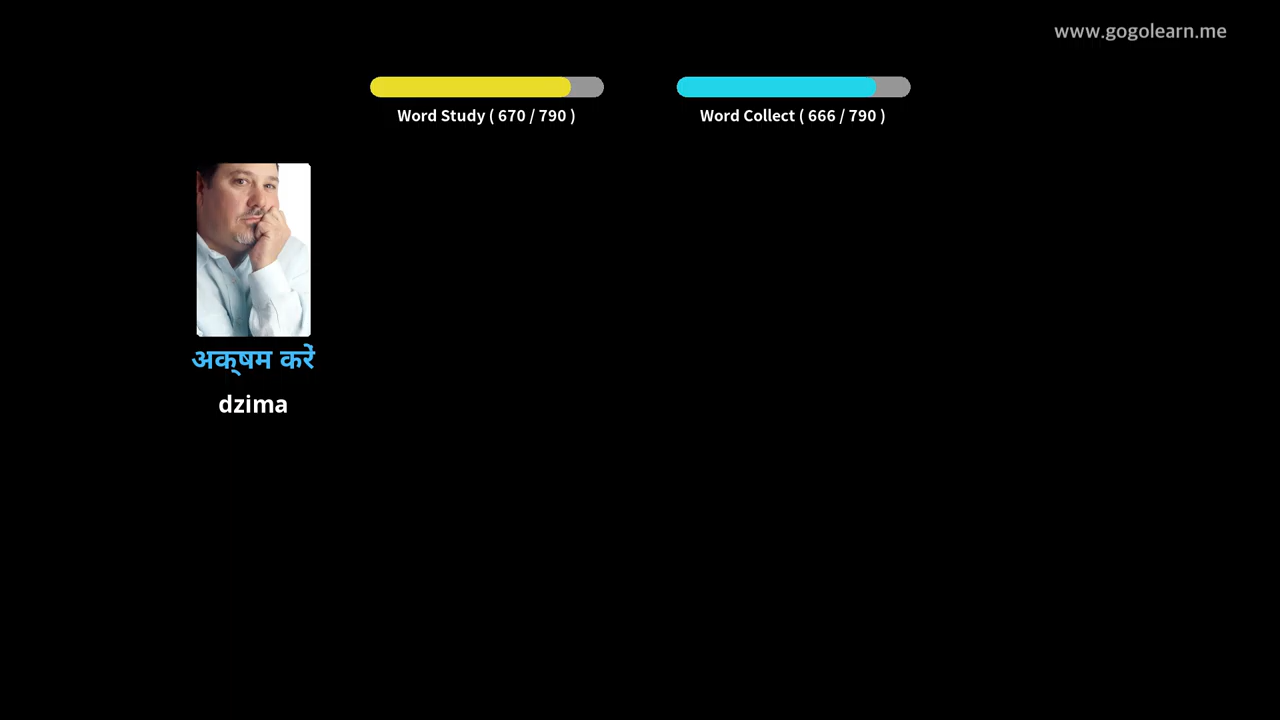 www.gogolearn.me
Word Study ( 670 / 790 )
Word Collect ( 666 / 790 )
अक्षम करें
dzima